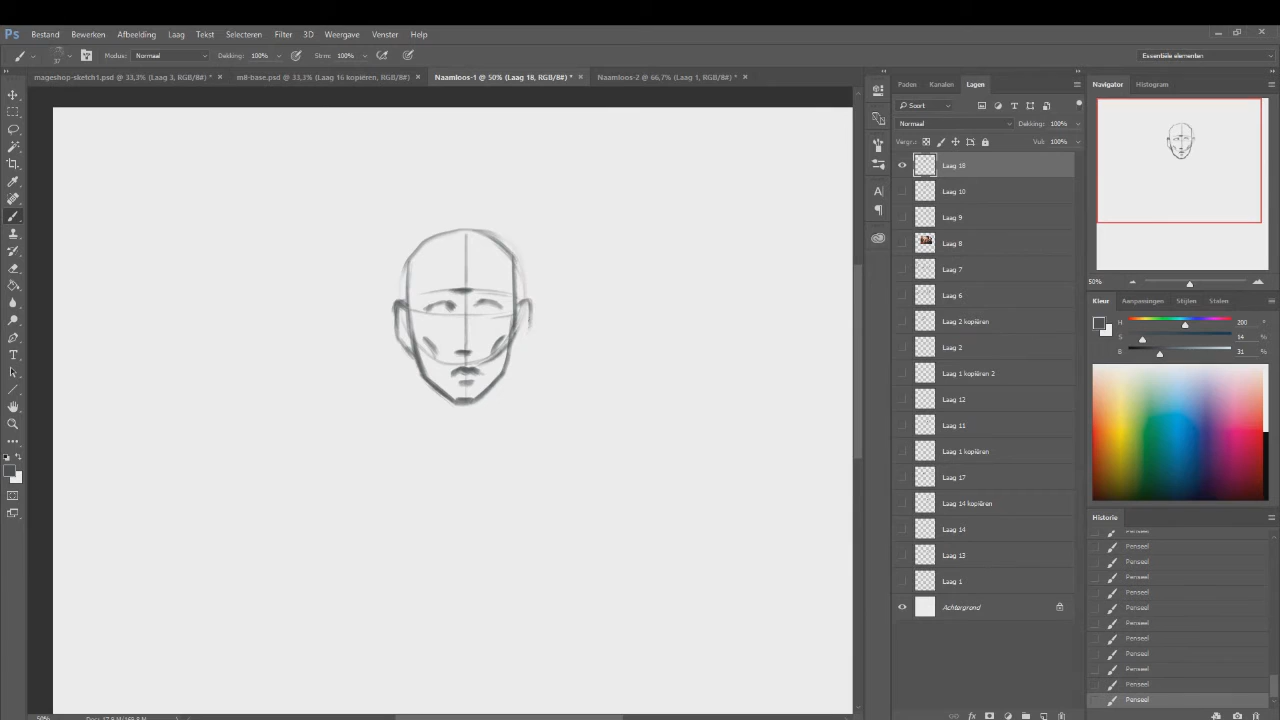 Ps Bestand Bewerken Afbeelding Laag Tekst Selecteren Filter 3D Weergave Venster Help
37 Modus: Normaal Dekking: 100% Strm: 100% Essentiële elementen
mageshop-sketch1.psd @ 33,3% (Laag 3, RGB/8#) * × m8-base.psd @ 33,3% (Laag 16 kopiëren, RGB/8#) × Naamloos-1 @ 50% (Laag 18, RGB/8#) * × Naamloos-2 @ 66,7% (Laag 1, RGB/8#) * ×
Paden Kanalen Lagen
Soort
Normaal Dekking: 100%
Vergr.: Vul: 100%
Laag 18
Laag 10
Laag 9
Laag 8
Laag 7
Laag 6
Laag 2 kopiëren
Laag 2
Laag 1 kopiëren 2
Laag 12
Laag 11
Laag 1 kopiëren
Laag 17
Laag 14 kopiëren
Laag 14
Laag 13
Laag 1
Achtergrond
fx
Navigator Histogram
50%
Kleur Aanpassingen Stijlen Stalen
H 200 °
S 14 %
B 31 %
Historie
Penseel
Penseel
Penseel
Penseel
Penseel
Penseel
Penseel
Penseel
Penseel
Penseel
Penseel
50%